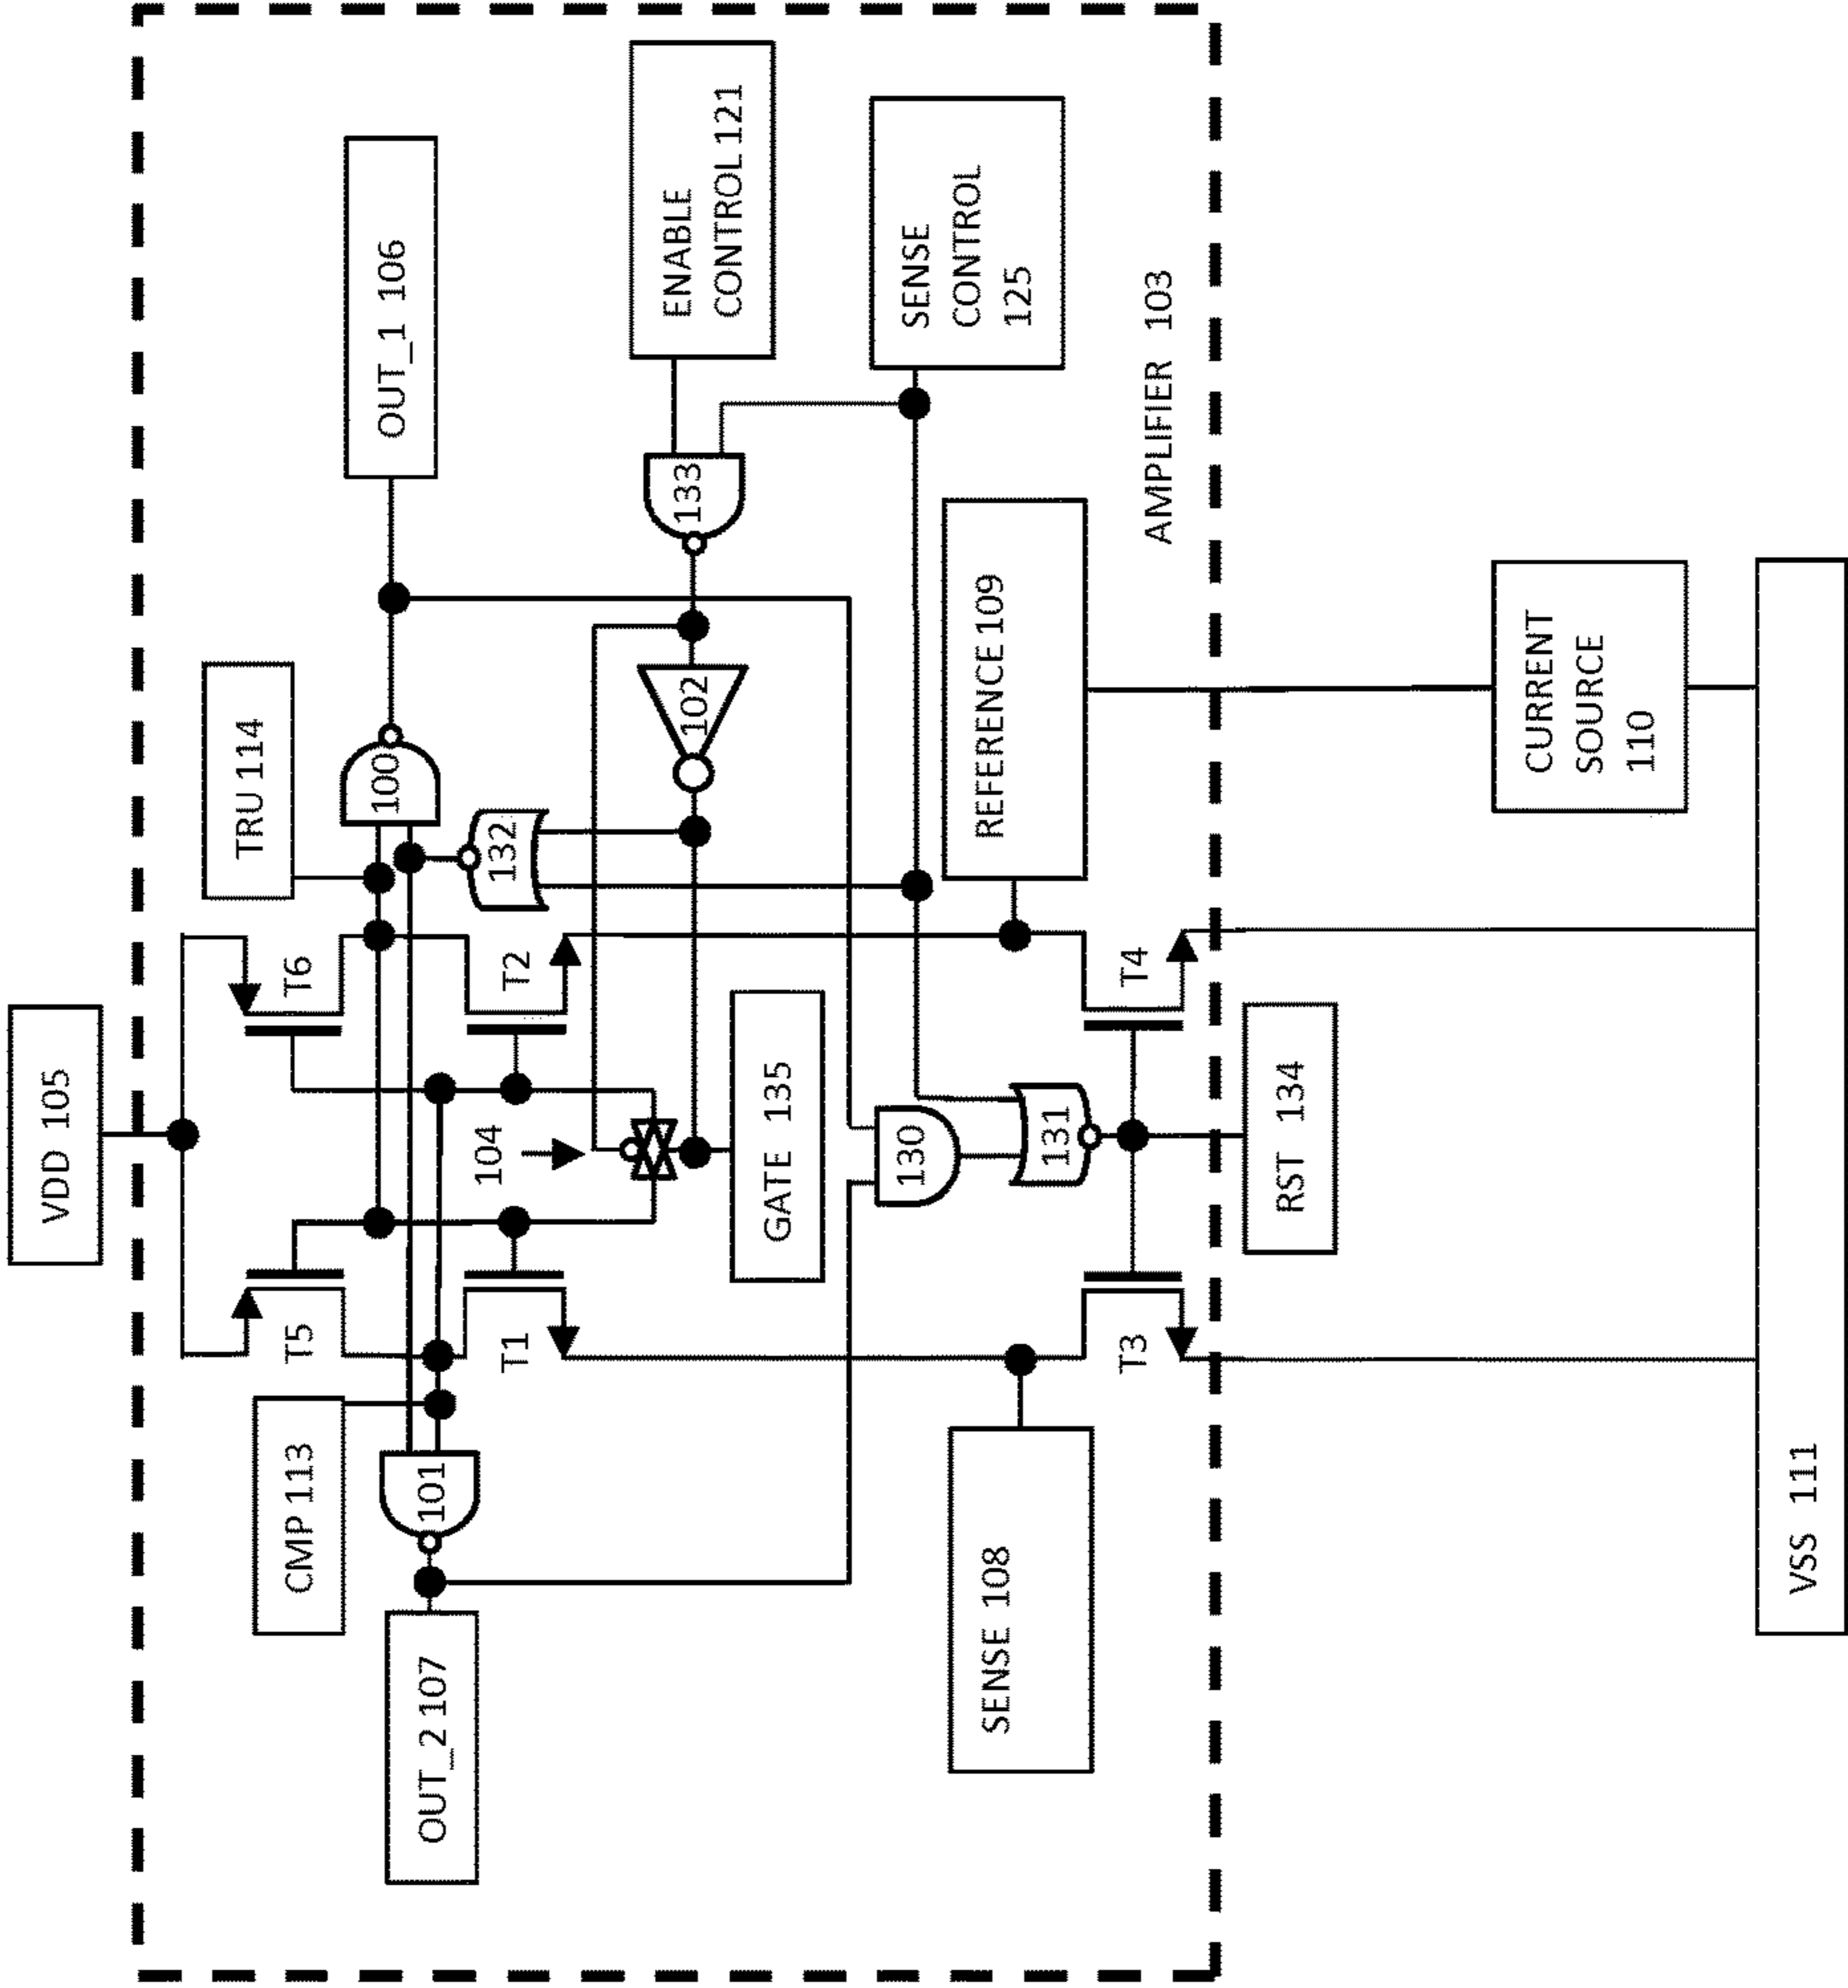 VDD 105
TRU 114
OUT_1 106
T6
T5
CMP 113
100
101
OUT_2 107
132
T2
T1
104
102
133
ENABLE
CONTROL 121
GATE 135
SENSE
CONTROL
125
130
131
REFERENCE 109
SENSE 108
T4
T3
RST 134
AMPLIFIER 103
CURRENT
SOURCE
110
VSS 111